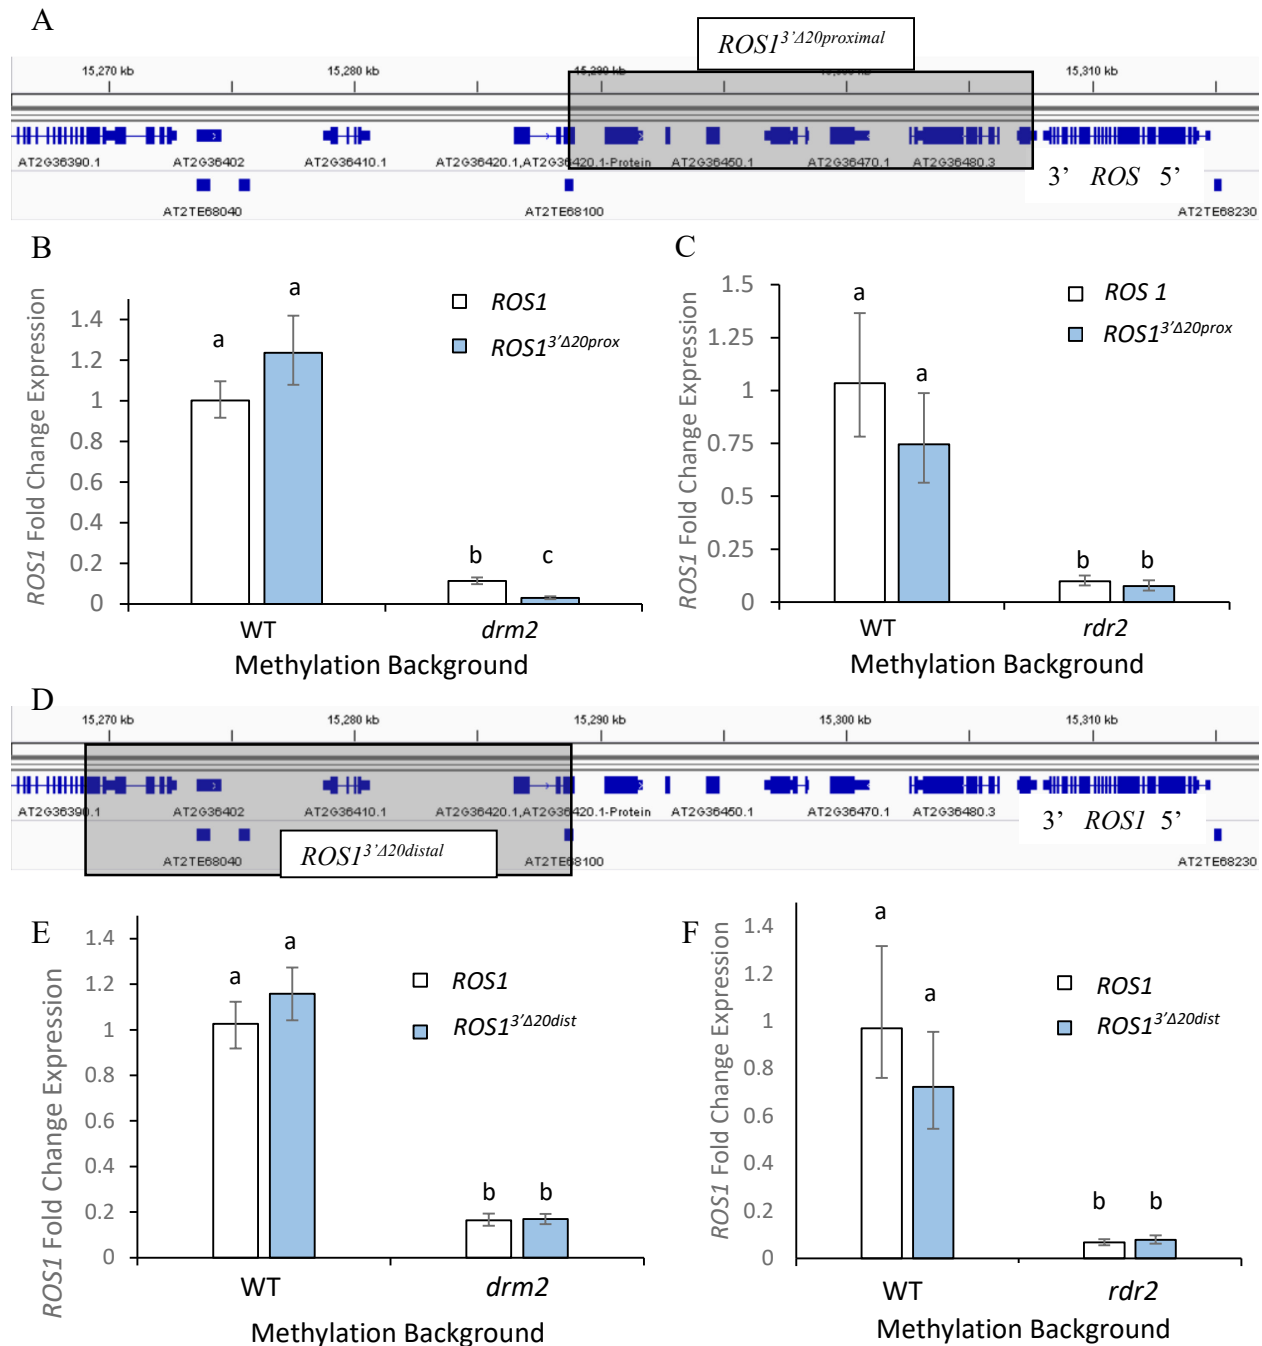 A
ROS1^3'Δ20proximal
15,270 kb 15,280 kb 15,290 kb 15,300 kb 15,310 kb
AT2G36390.1 AT2G36402 AT2G36410.1 AT2G36420.1,AT2G36420.1-Protein AT2G36450.1 AT2G36470.1 AT2G36480.3
3' ROS 5'
AT2TE68040 AT2TE68100 AT2TE68230
B
ROS1 Fold Change Expression
1.4
1.2
1
0.8
0.6
0.4
0.2
0
a a b c
ROS1
ROS1^3'Δ20prox
WT drm2
Methylation Background
C
ROS1 Fold Change Expression
1.5
1.25
1
0.75
0.5
0.25
0
a a b b
ROS 1
ROS1^3'Δ20prox
WT rdr2
Methylation Background
D
15,270 kb 15,280 kb 15,290 kb 15,300 kb 15,310 kb
AT2G36390.1 AT2G36402 AT2G36410.1 AT2G36420.1,AT2G36420.1-Protein AT2G36450.1 AT2G36470.1 AT2G36480.3
3' ROS1 5'
ROS1^3'Δ20distal
AT2TE68040 AT2TE68100 AT2TE68230
E
ROS1 Fold Change Expression
1.4
1.2
1
0.8
0.6
0.4
0.2
0
a a b b
ROS1
ROS1^3'Δ20dist
WT drm2
Methylation Background
F
ROS1 Fold Change Expression
1.4
1.2
1
0.8
0.6
0.4
0.2
0
a a b b
ROS1
ROS1^3'Δ20dist
WT rdr2
Methylation Background